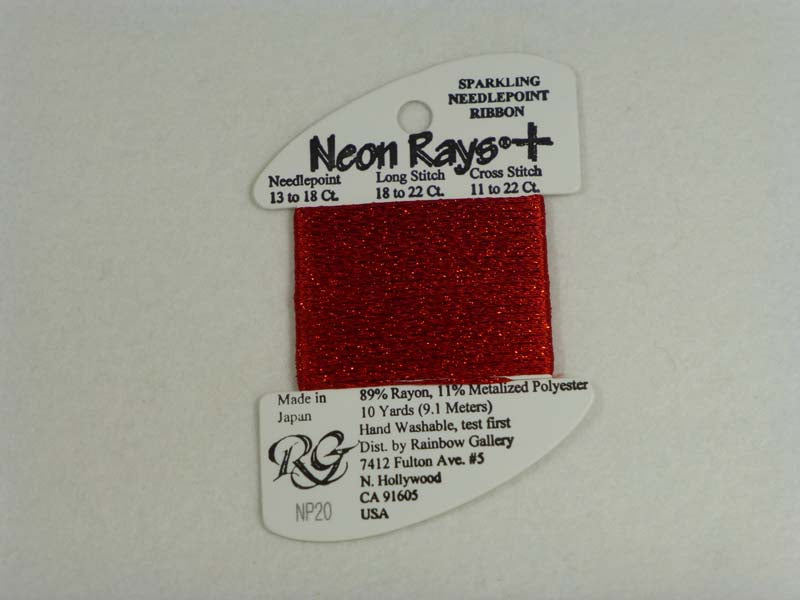 SPARKLING
NEEDLEPOINT
RIBBON
Neon Rays®+
Needlepoint
13 to 18 Ct.
Long Stitch
18 to 22 Ct.
Cross Stitch
11 to 22 Ct.
Made in
Japan
RG
NP20
89% Rayon, 11% Metalized Polyester
10 Yards (9.1 Meters)
Hand Washable, test first
Dist. by Rainbow Gallery
7412 Fulton Ave. #5
N. Hollywood
CA 91605
USA